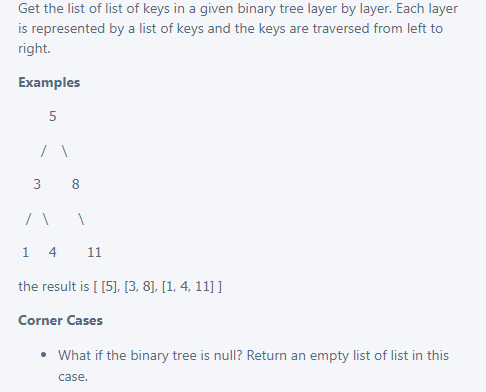 Get the list of list of keys in a given binary tree layer by layer. Each layer
is represented by a list of keys and the keys are traversed from left to
right.
Examples
5
/ \
3 8
/ \ \
1 4 11
the result is [ [5], [3, 8], [1, 4, 11] ]
Corner Cases
• What if the binary tree is null? Return an empty list of list in this
case.